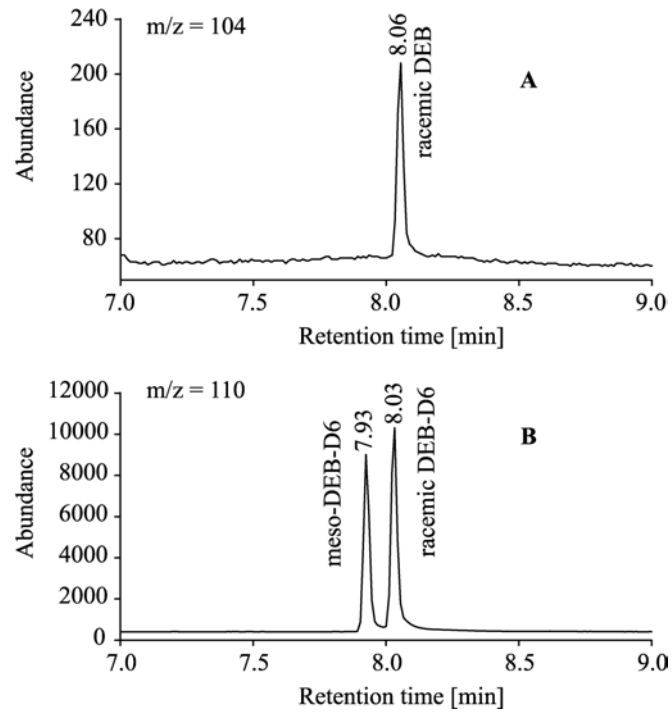 240
200
160
120
80
Abundance
m/z = 104
8.06
racemic DEB
A
7.0
7.5
8.0
8.5
9.0
Retention time [min]
12000
10000
8000
6000
4000
2000
0
Abundance
m/z = 110
meso-DEB-D6
7.93
8.03
racemic DEB-D6
B
7.0
7.5
8.0
8.5
9.0
Retention time [min]